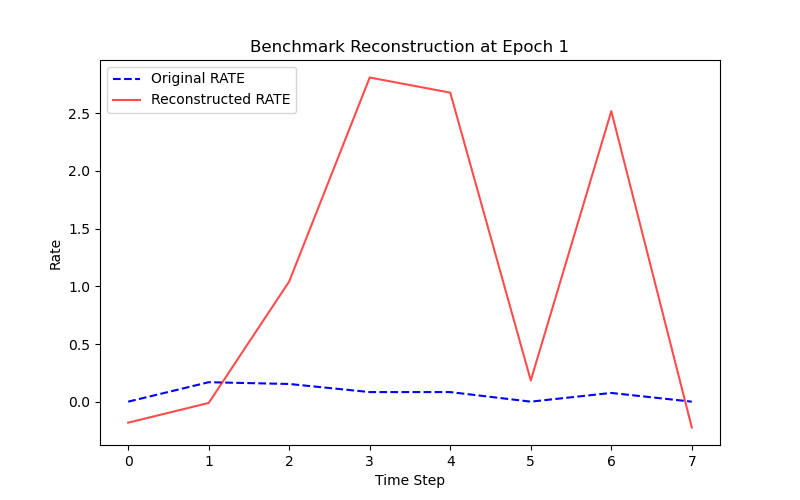 Benchmark Reconstruction at Epoch 1
Original RATE
Reconstructed RATE
2.5
2.0
1.5
1.0
0.5
0.0
Rate
0 1 2 3 4 5 6 7
Time Step